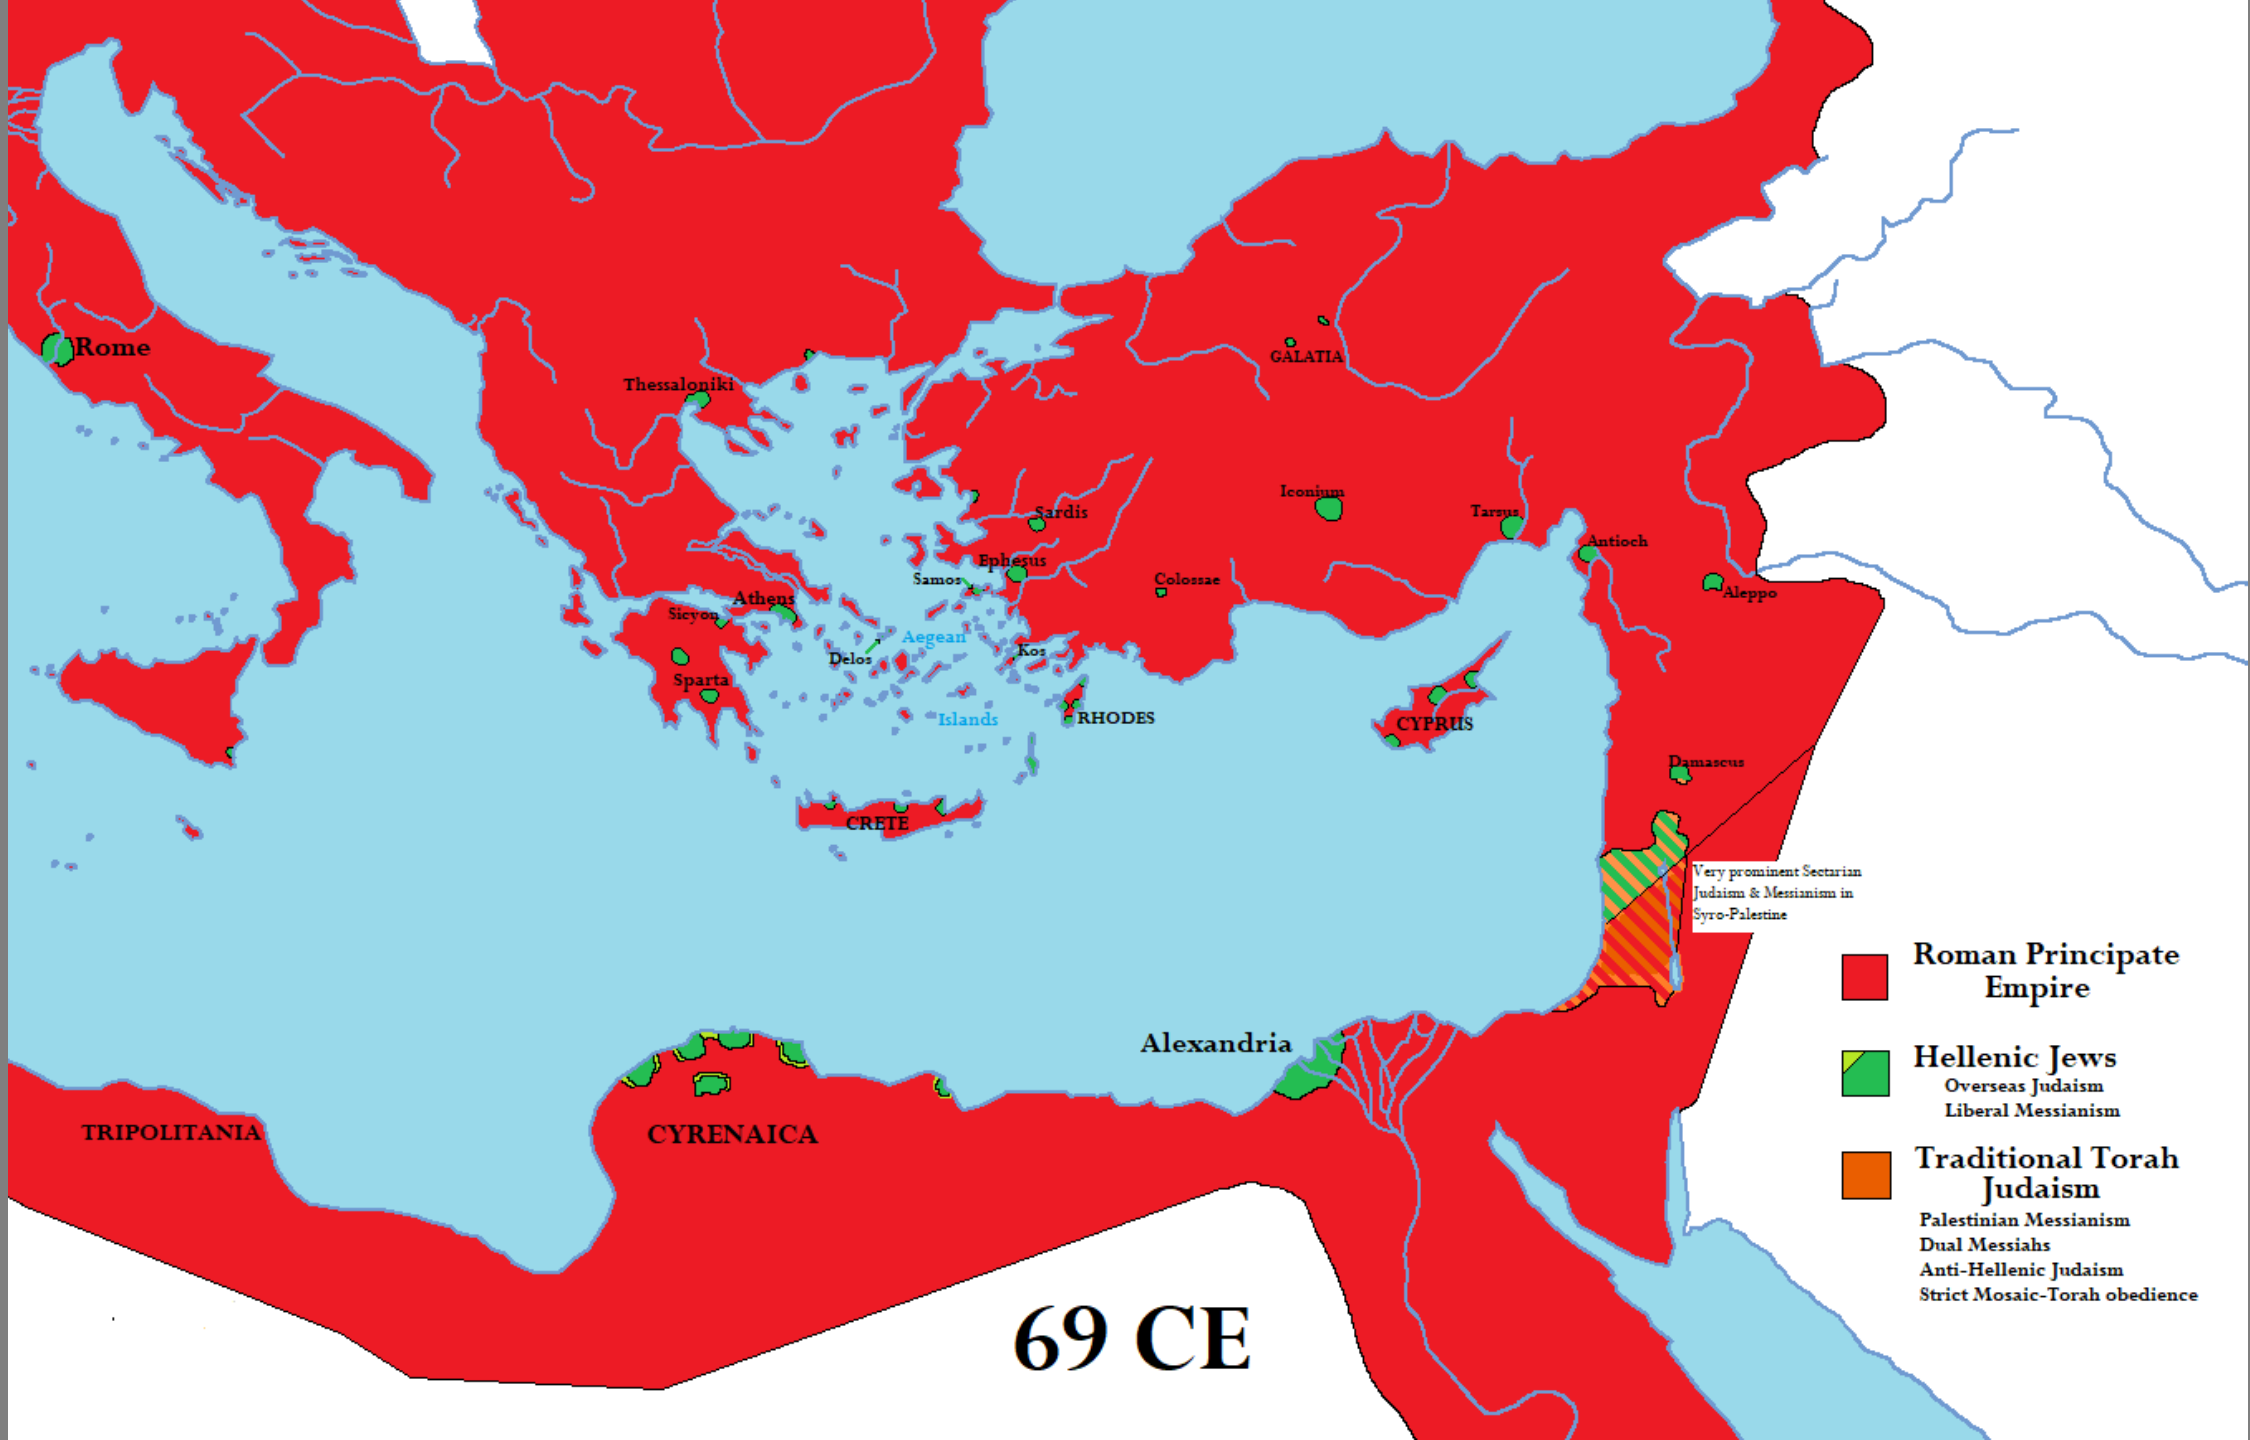 Rome
Thessaloniki
GALATIA
Iconium
Sardis
Tarsus
Antioch
Ephesus
Samos
Colossae
Aleppo
Athens
Sicyon
Aegean
Delos
Kos
Sparta
Islands
RHODES
CYPRUS
Damascus
CRETE
Very prominent Sectarian
Judaism & Messianism in
Syro-Palestine
Roman Principate
Empire
Alexandria
Hellenic Jews
Overseas Judaism
Liberal Messianism
TRIPOLITANIA
CYRENAICA
Traditional Torah
Judaism
Palestinian Messianism
Dual Messiahs
Anti-Hellenic Judaism
Strict Mosaic-Torah obedience
69 CE